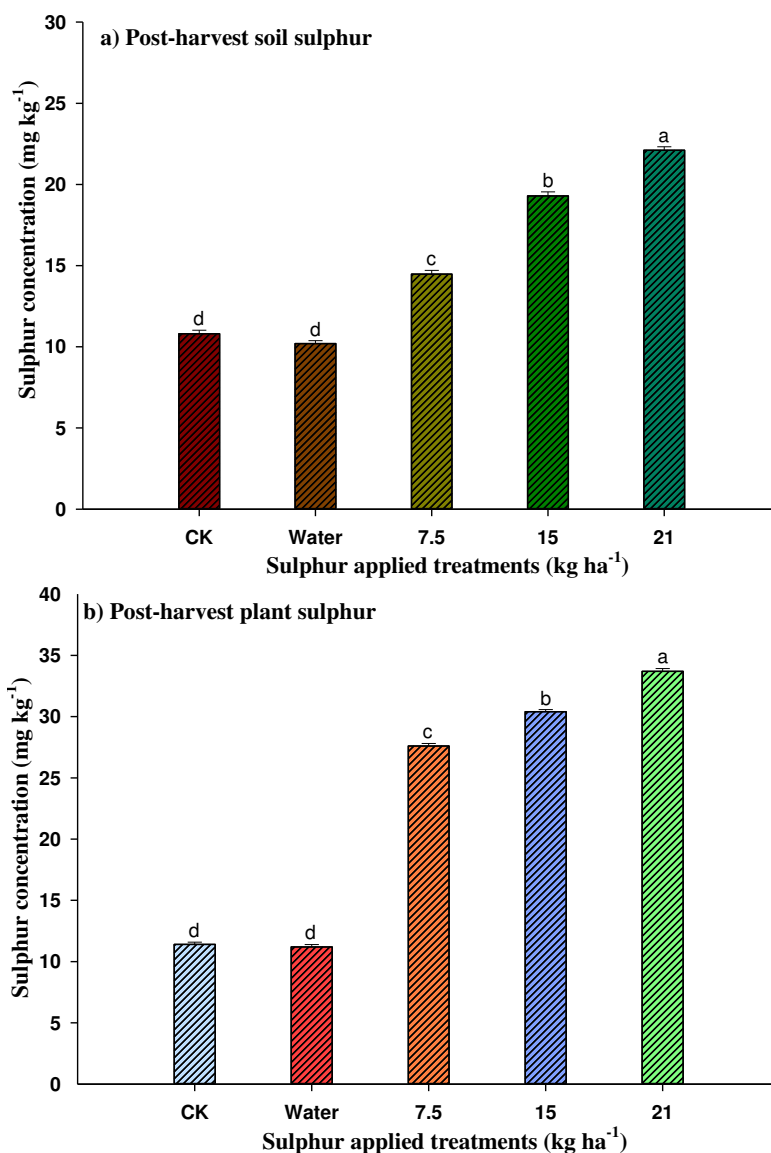 a) Post-harvest soil sulphur
Sulphur concentration (mg kg⁻¹)
30
25
20
15
10
5
0
d
d
c
b
a
CK Water 7.5 15 21
Sulphur applied treatments (kg ha⁻¹)
b) Post-harvest plant sulphur
Sulphur concentration (mg kg⁻¹)
40
35
30
25
20
15
10
5
0
d
d
c
b
a
CK Water 7.5 15 21
Sulphur applied treatments (kg ha⁻¹)